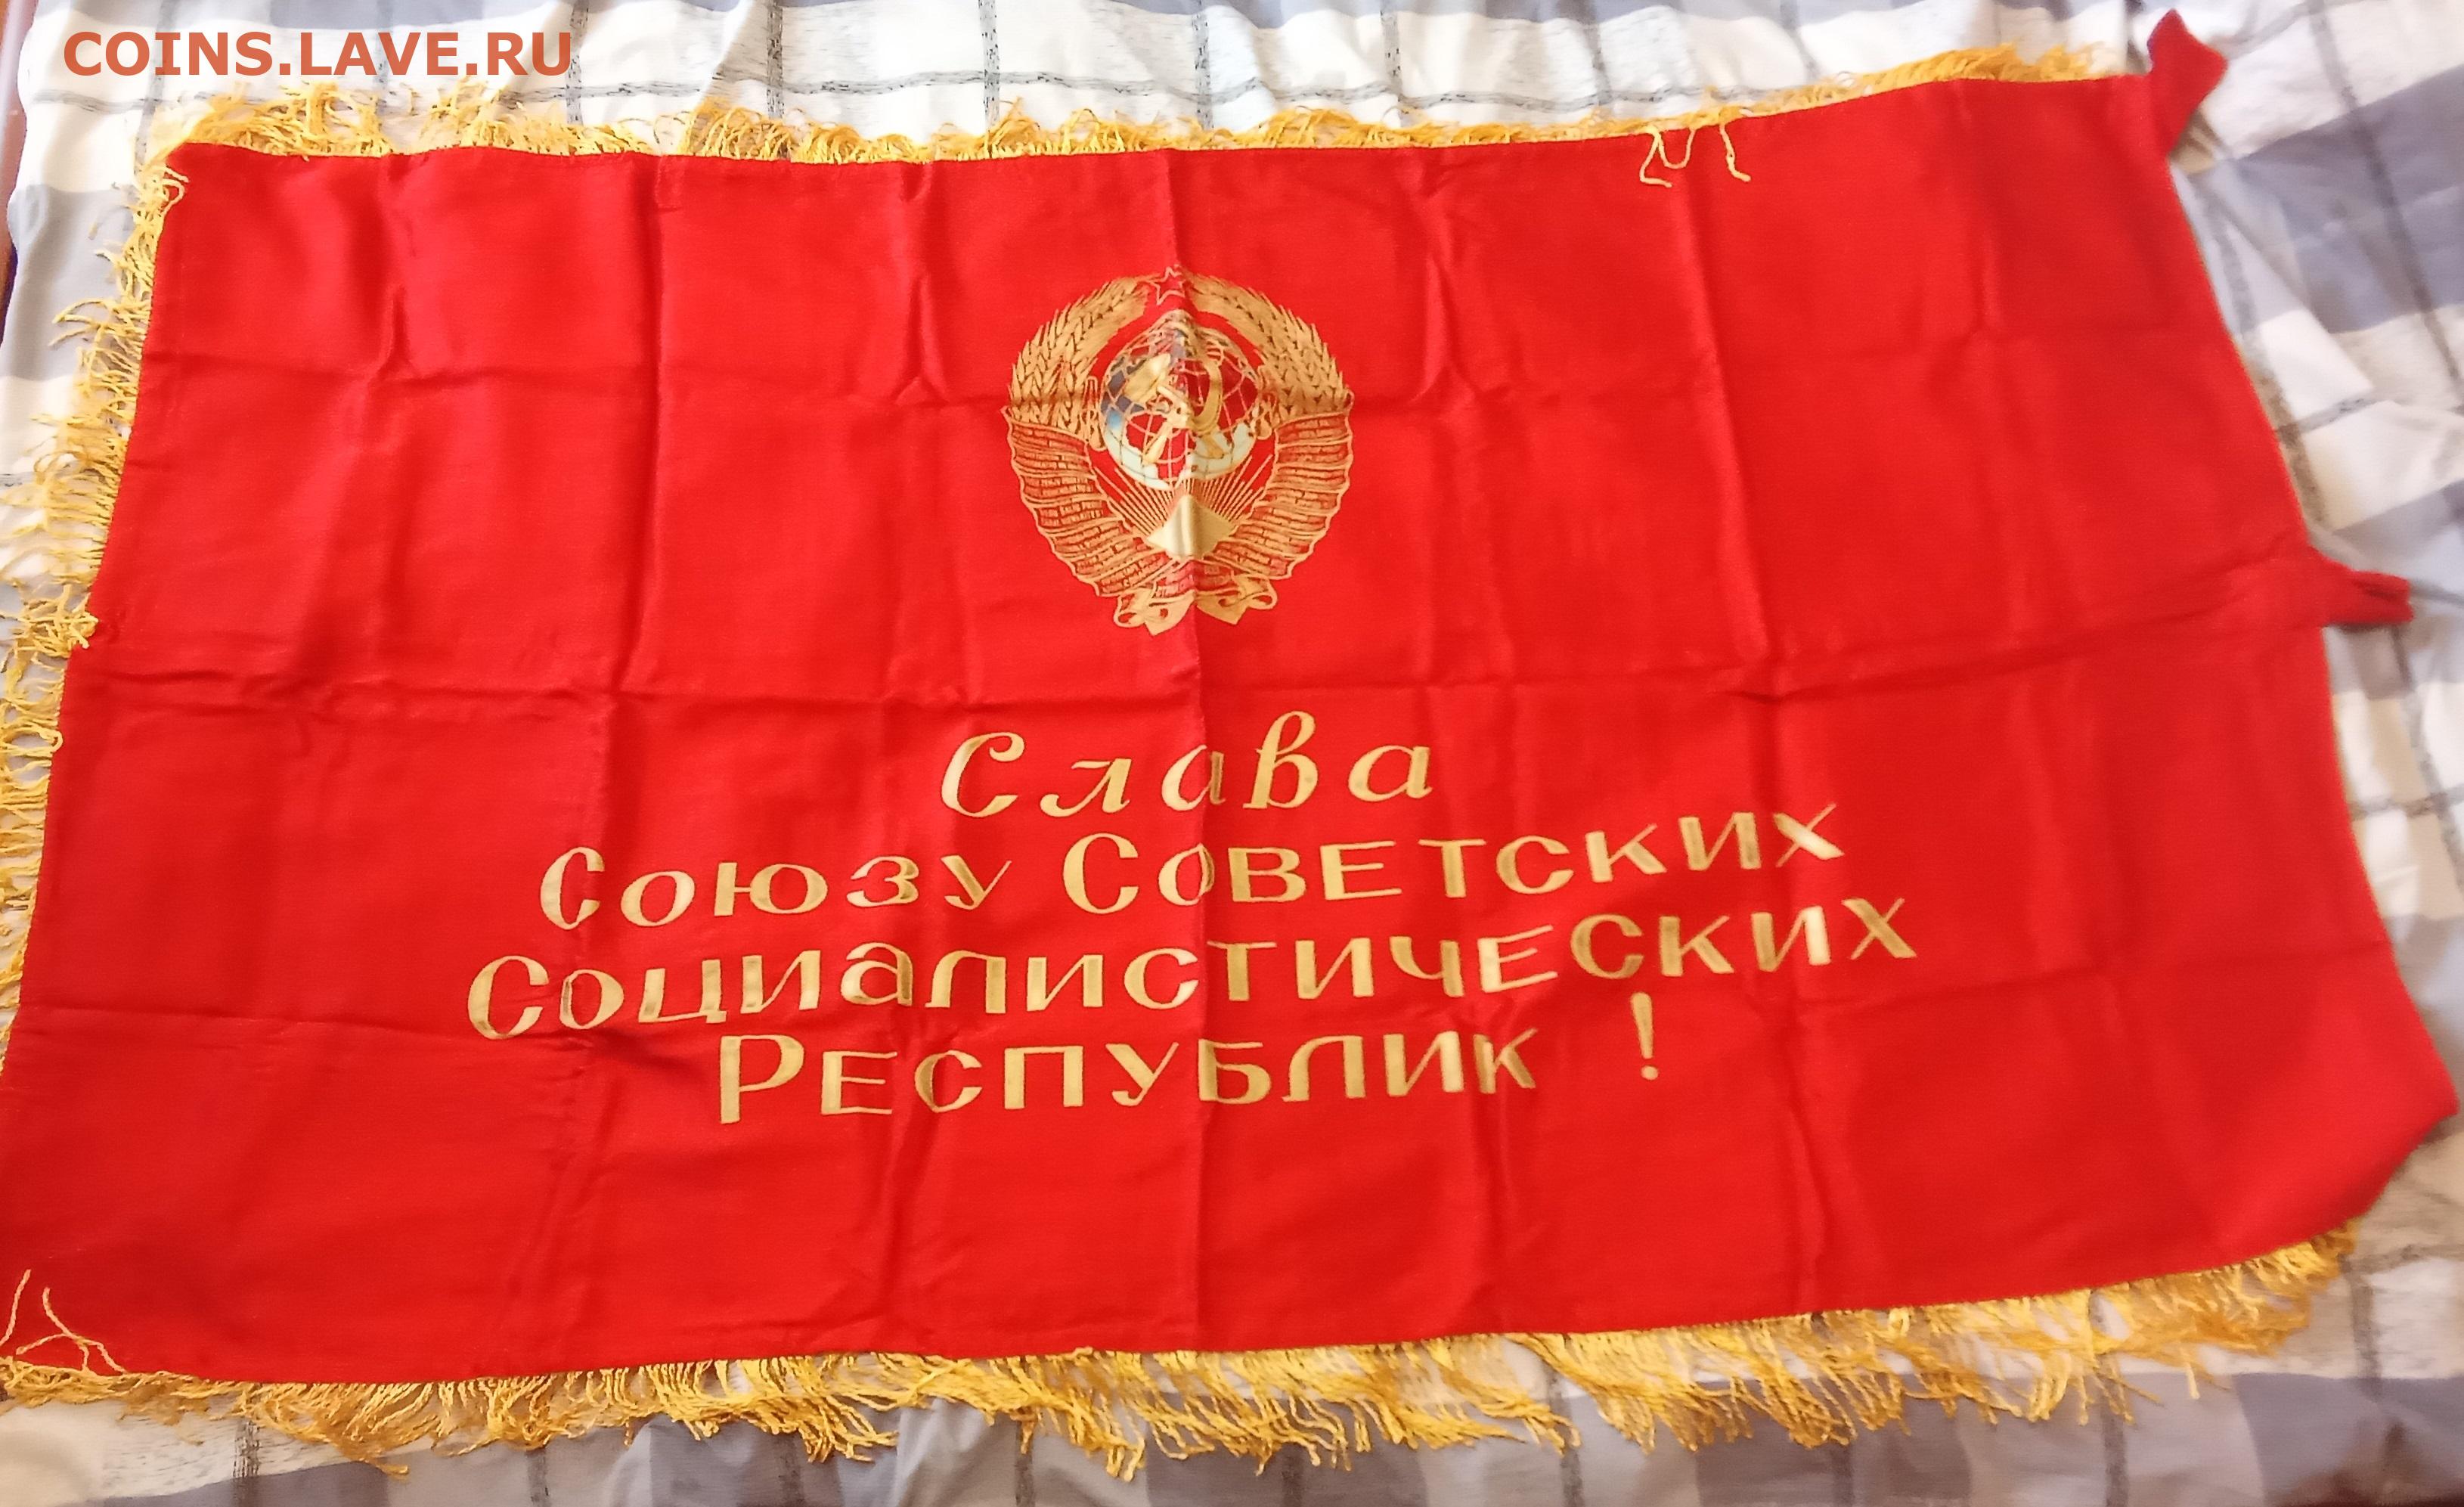 COINS.LAVE.RU
Слава
Союзу Советских
Социалистических
Республик !